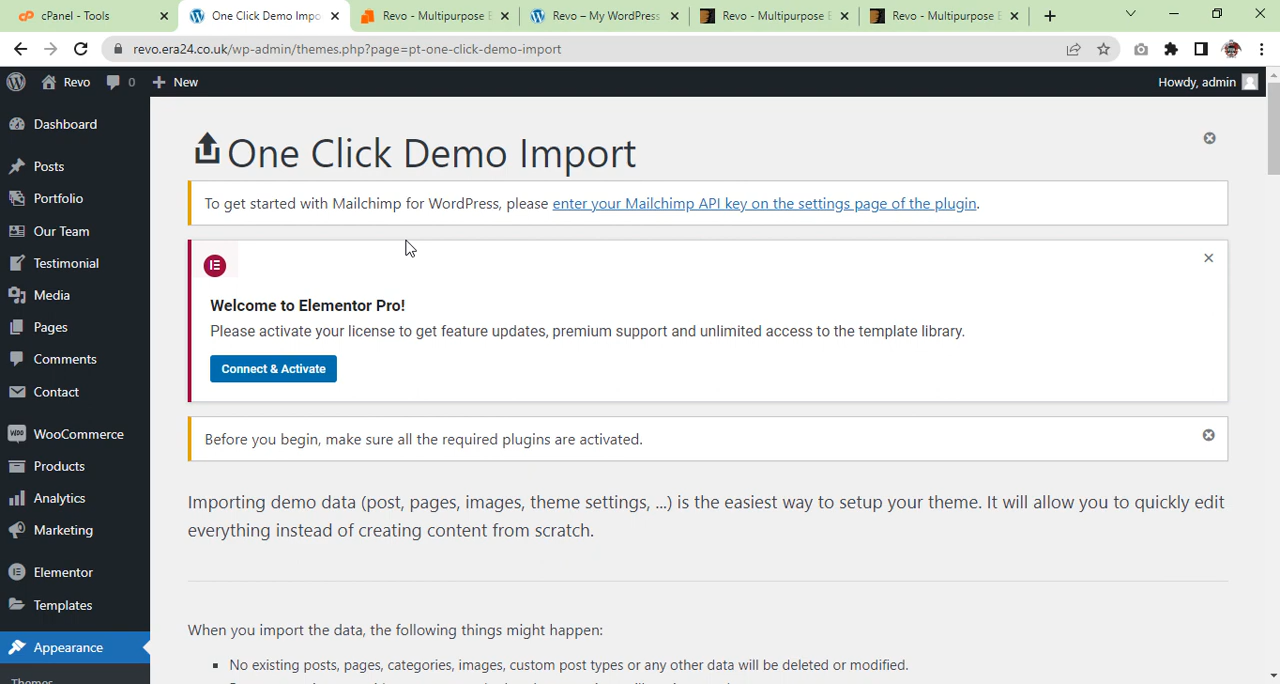 cPanel - Tools
One Click Demo Impo
Revo - Multipurpose E
Revo – My WordPress
Revo - Multipurpose E
Revo - Multipurpose E
revo.era24.co.uk/wp-admin/themes.php?page=pt-one-click-demo-import
Revo
0
New
Howdy, admin
Dashboard
Posts
Portfolio
Our Team
Testimonial
Media
Pages
Comments
Contact
WooCommerce
Products
Analytics
Marketing
Elementor
Templates
Appearance
Themes
One Click Demo Import
To get started with Mailchimp for WordPress, please enter your Mailchimp API key on the settings page of the plugin.
Welcome to Elementor Pro!
Please activate your license to get feature updates, premium support and unlimited access to the template library.
Connect & Activate
Before you begin, make sure all the required plugins are activated.
Importing demo data (post, pages, images, theme settings, ...) is the easiest way to setup your theme. It will allow you to quickly edit
everything instead of creating content from scratch.
When you import the data, the following things might happen:
No existing posts, pages, categories, images, custom post types or any other data will be deleted or modified.